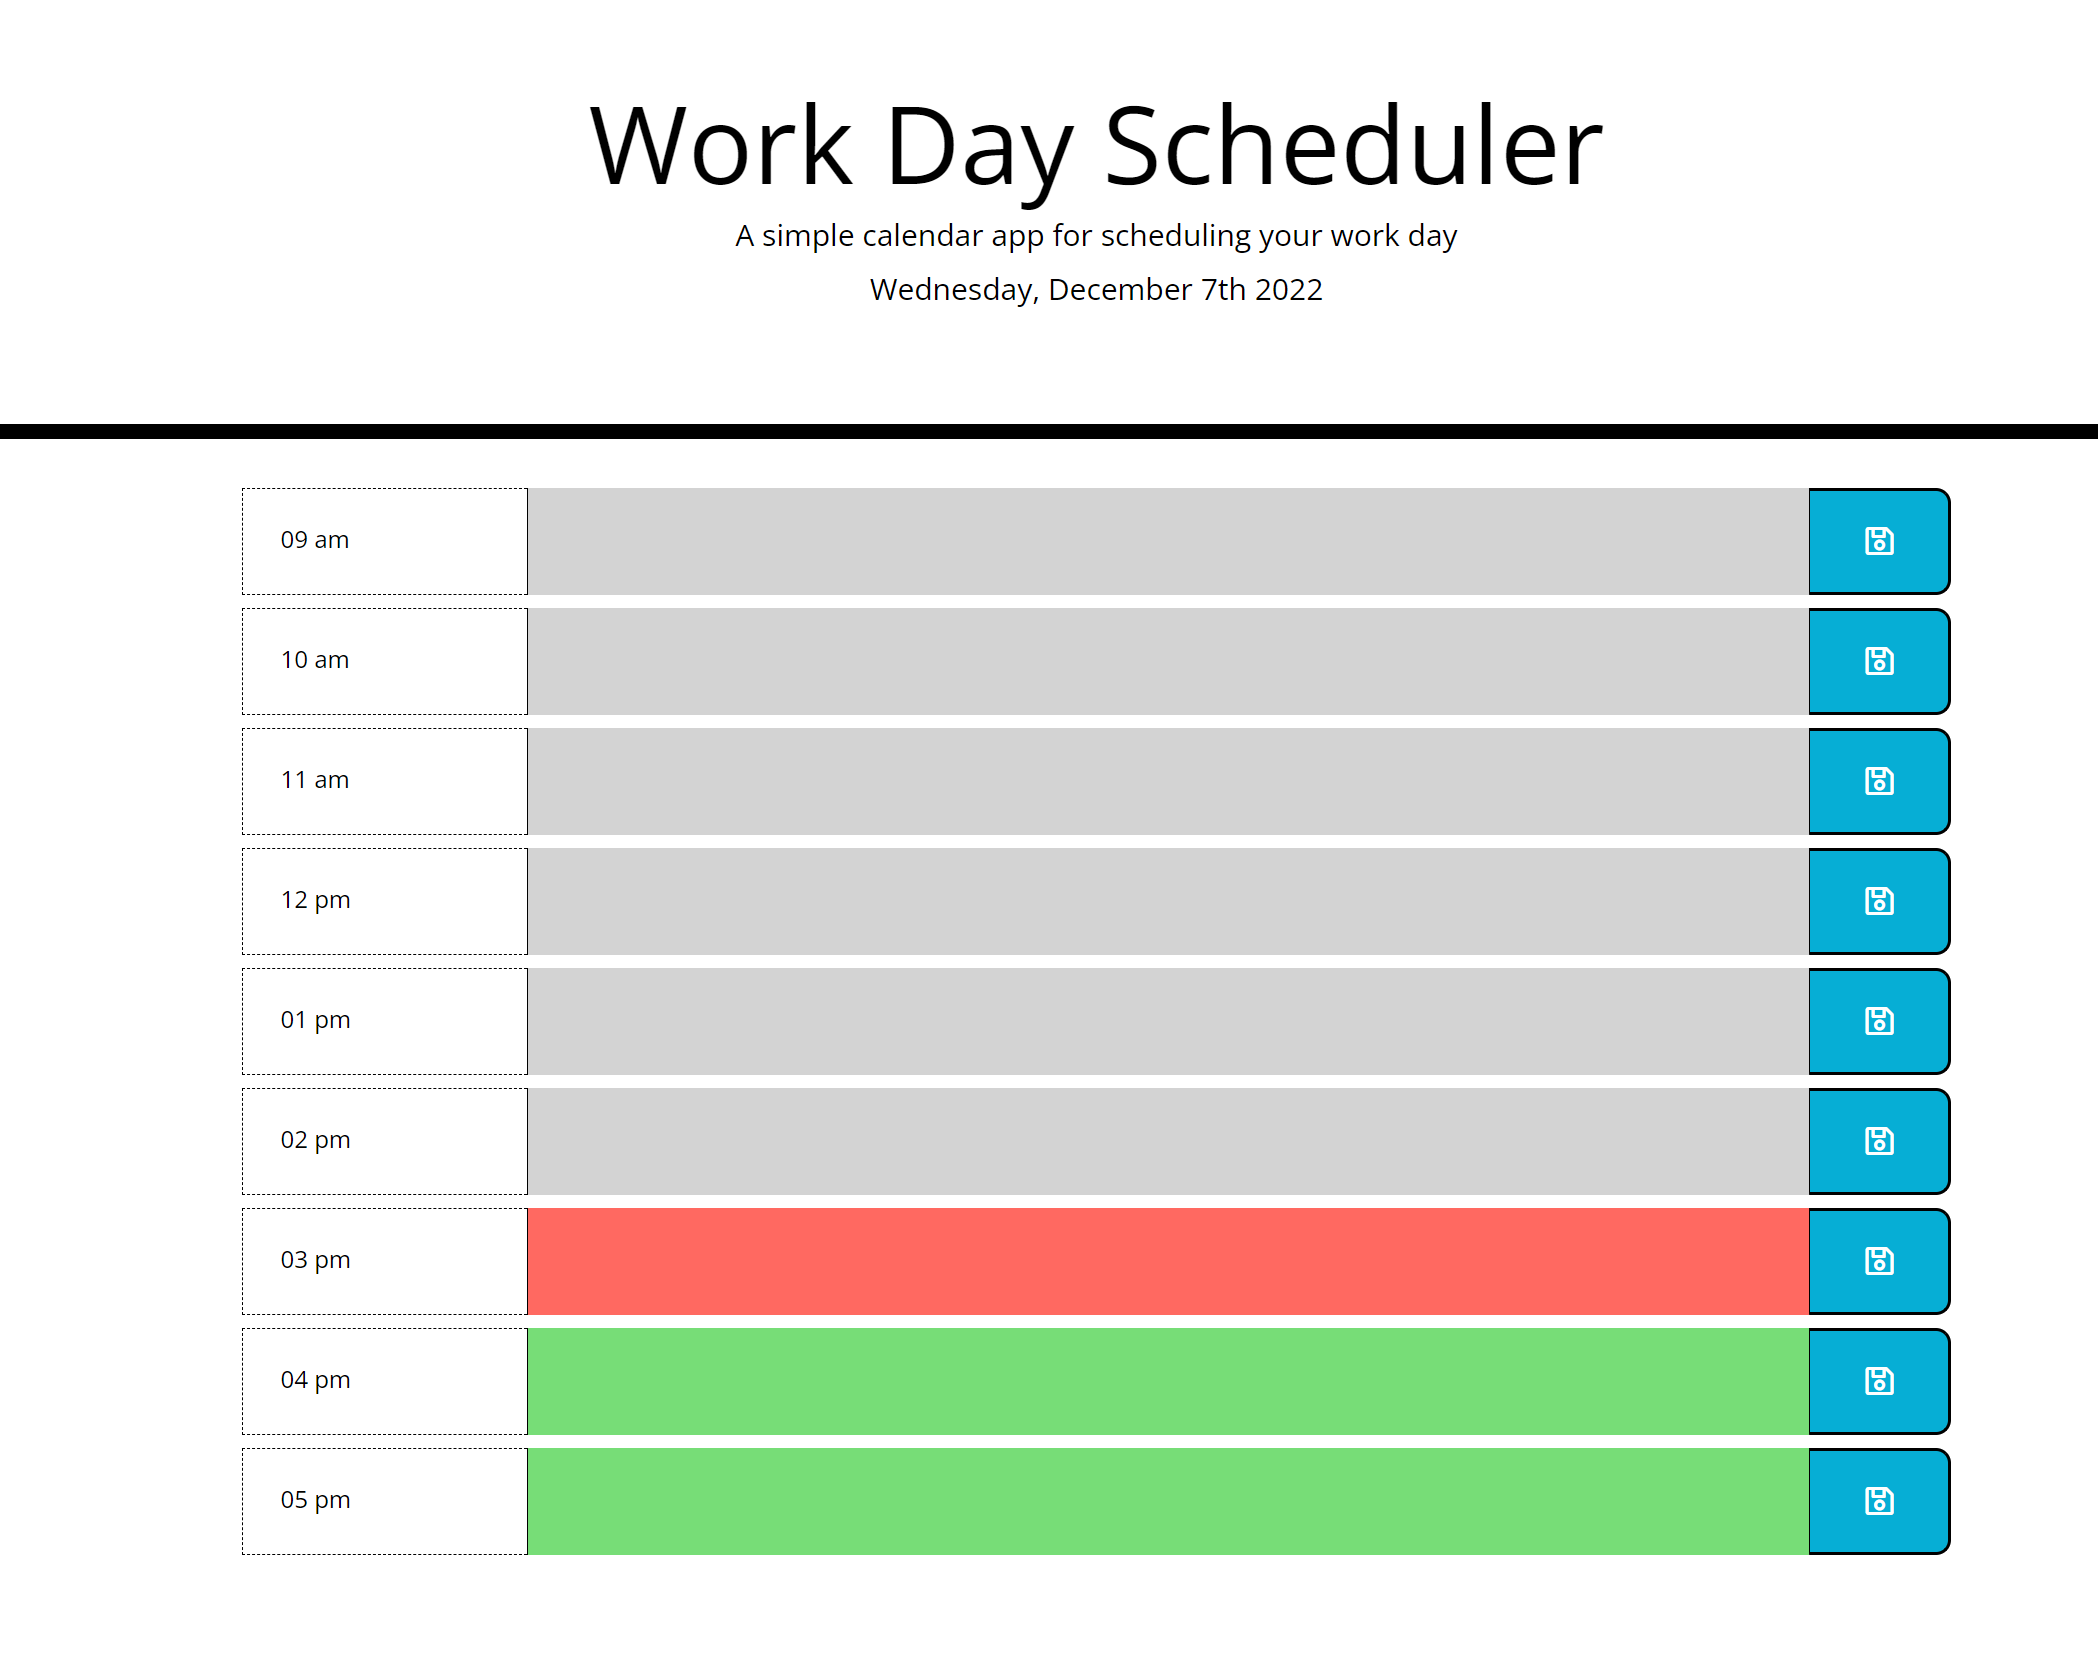 Work Day Scheduler
A simple calendar app for scheduling your work day
Wednesday, December 7th 2022
09 am
10 am
11 am
12 pm
01 pm
02 pm
03 pm
04 pm
05 pm